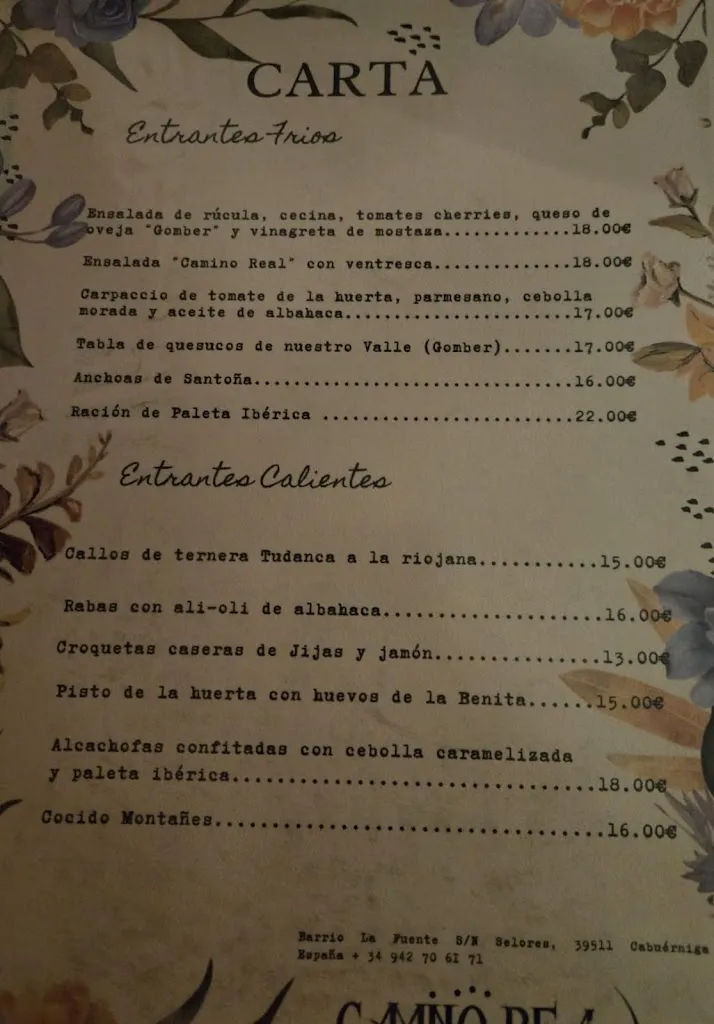 CARTA
Entrantes Frios
Ensalada de rúcula, cecina, tomates cherries, queso de
oveja "Gomber" y vinagreta de mostaza............18.00€
Ensalada "Camino Real" con ventresca.............18.00€
Carpaccio de tomate de la huerta, parmesano, cebolla
morada y aceite de albahaca......................17.00€
Tabla de quesucos de nuestro Valle (Gomber).......17.00€
Anchoas de Santoña...............................16.00€
Ración de Paleta Ibérica ........................22.00€
Entrantes Calientes
Callos de ternera Tudanca a la riojana...........15.00€
Rabas con ali-oli de albahaca.....................16.00€
Croquetas caseras de Jijas y jamón...............13.00€
Pisto de la huerta con huevos de la Benita......15.00€
Alcachofas confitadas con cebolla caramelizada
y paleta ibérica.................................18.00€
Cocido Montañes...................................16.00€
Barrio La Fuente S/N Selores, 39511 Cabuérniga
España + 34 942 70 61 71
CAMINO REA